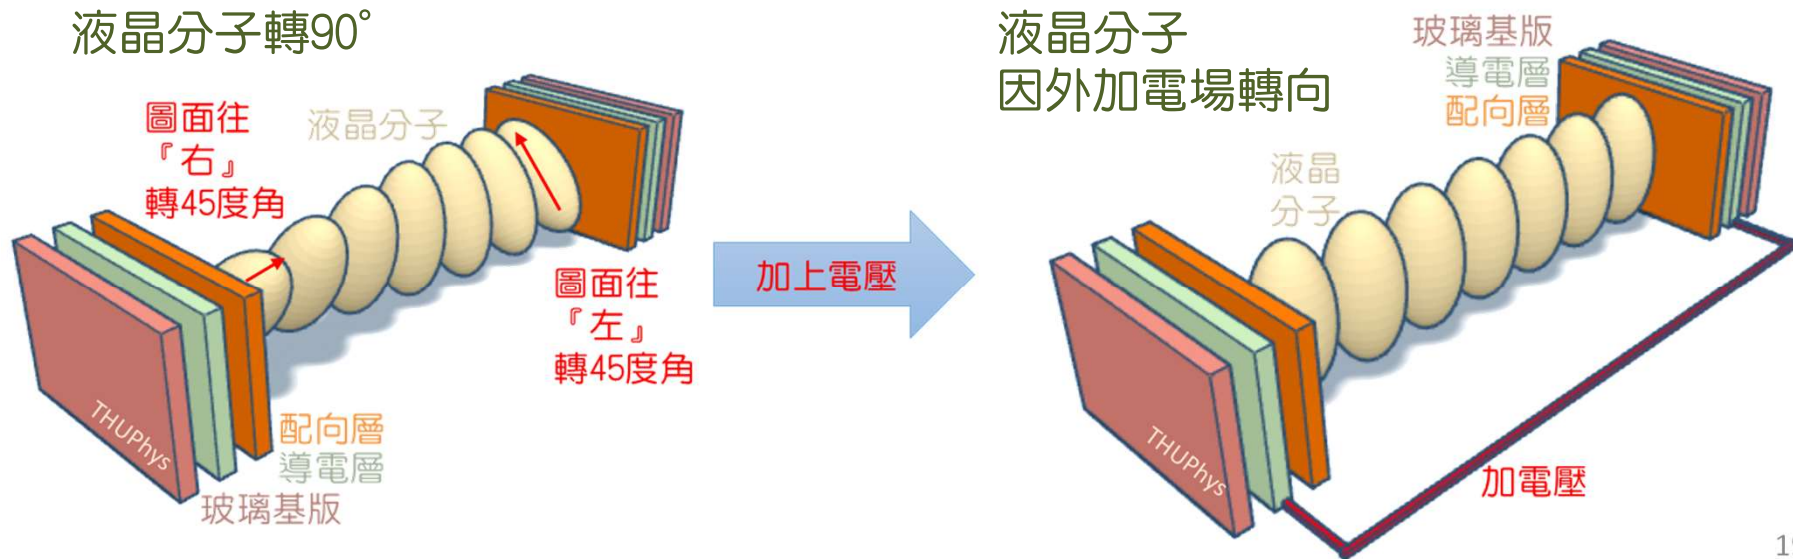 液晶分子轉90°
圖面往
『右』
轉45度角
液晶分子
圖面往
『左』
轉45度角
THUPhys
配向層
導電層
玻璃基版
加上電壓
液晶分子
因外加電場轉向
玻璃基版
導電層
配向層
液晶
分子
THUPhys
加電壓